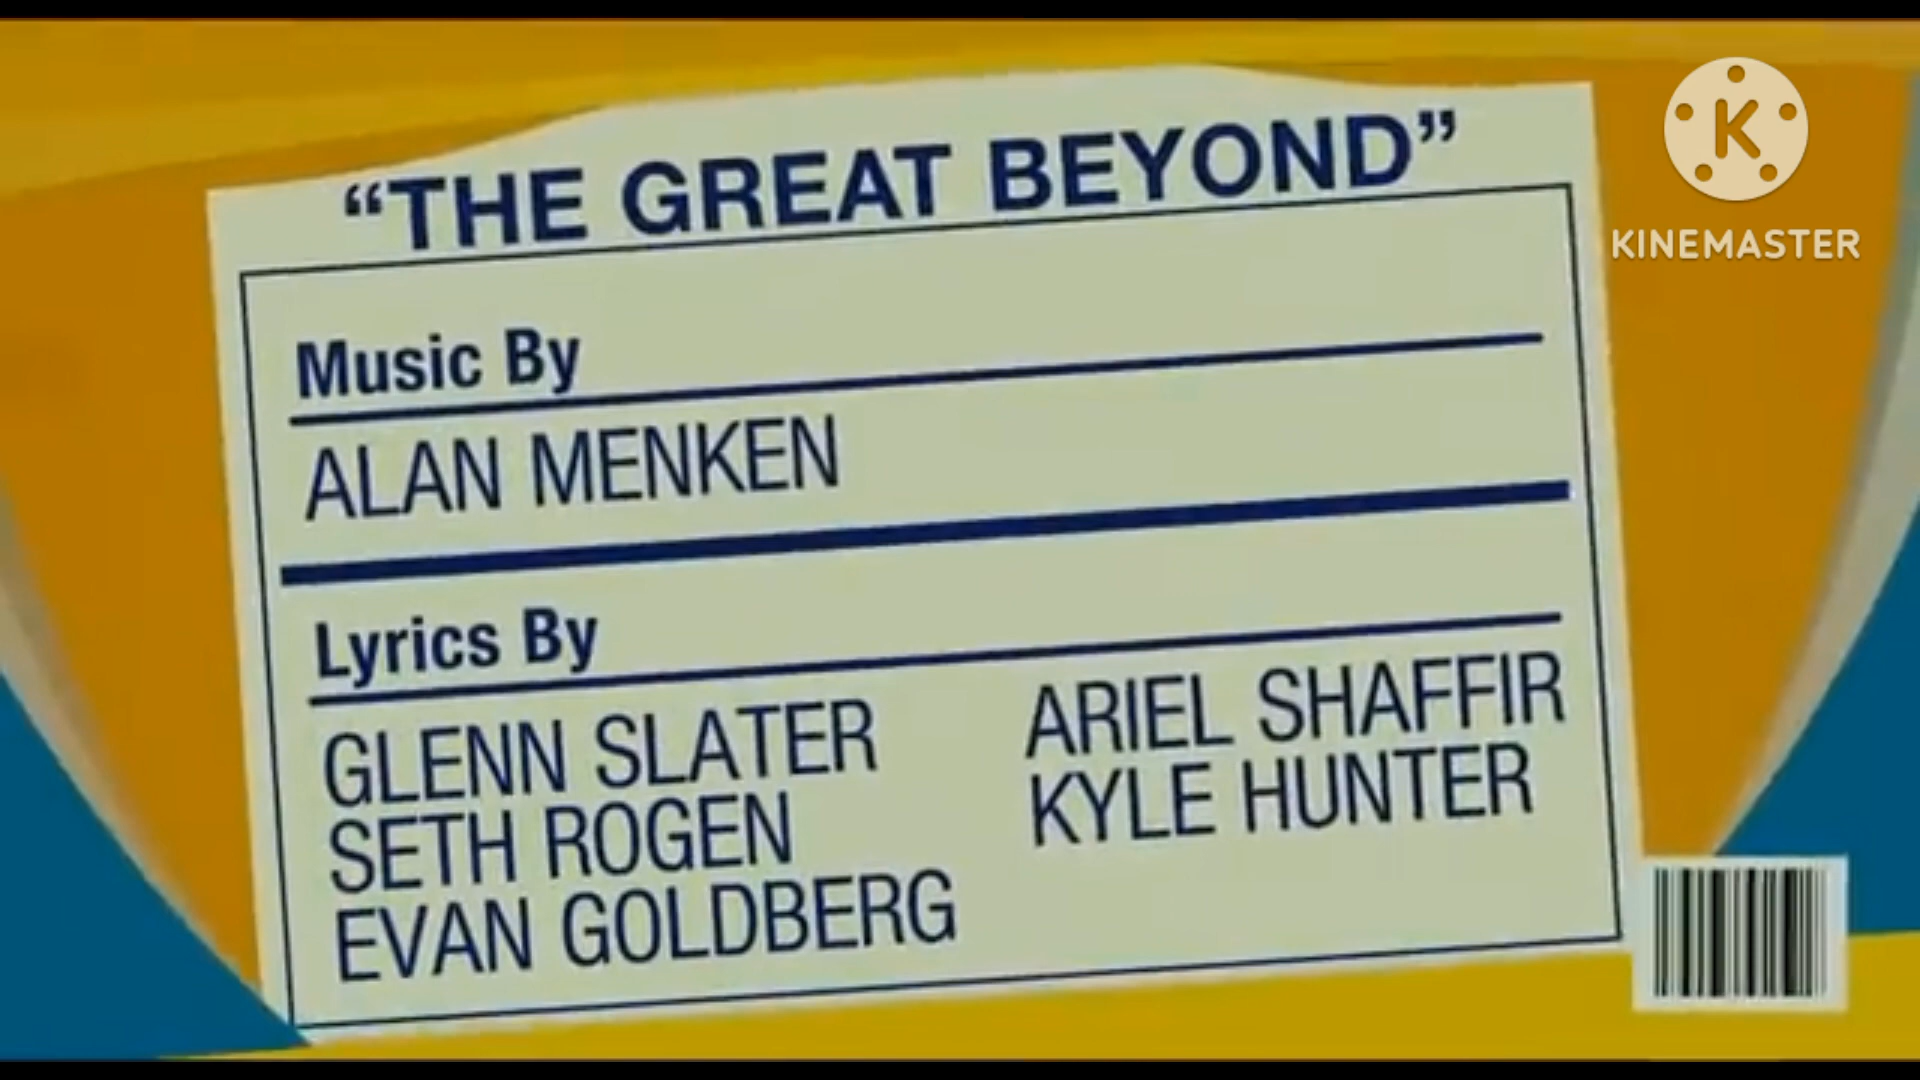 “THE GREAT BEYOND”
K
KINEMASTER
Music By
ALAN MENKEN
Lyrics By
GLENN SLATER
SETH ROGEN
EVAN GOLDBERG
ARIEL SHAFFIR
KYLE HUNTER